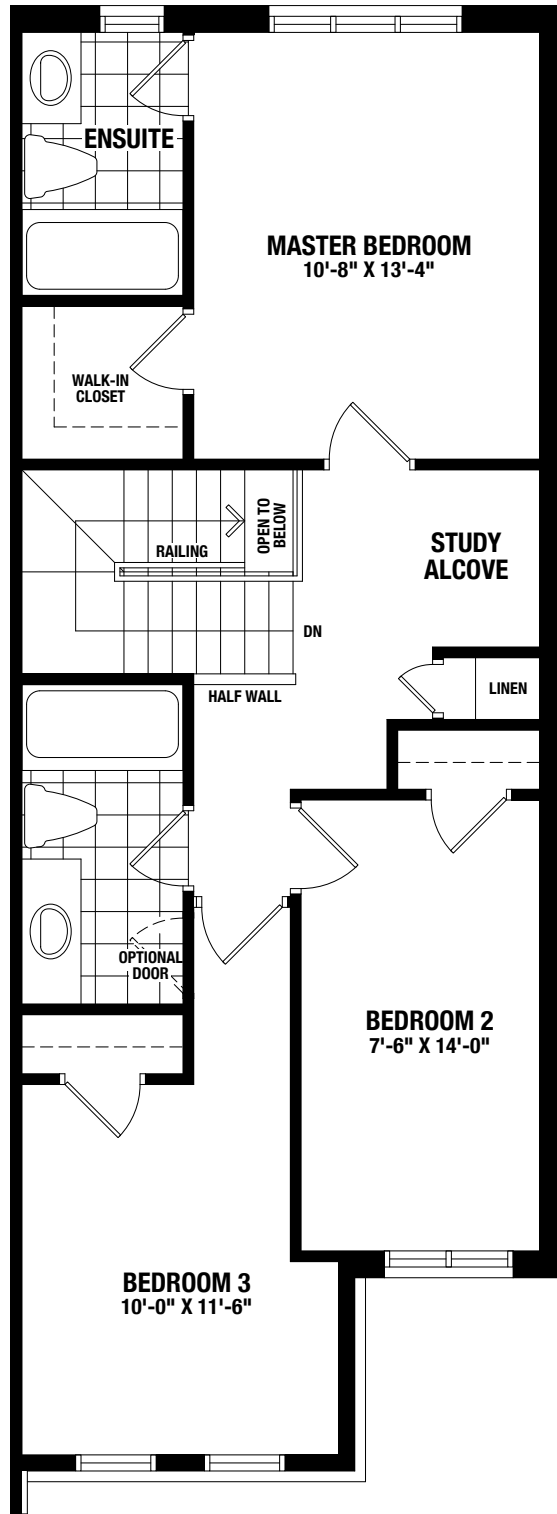 ENSUITE
MASTER BEDROOM
10'-8" X 13'-4"
WALK-IN
CLOSET
OPEN TO
BELOW
RAILING
STUDY
ALCOVE
DN
LINEN
HALF WALL
OPTIONAL
DOOR
BEDROOM 2
7'-6" X 14'-0"
BEDROOM 3
10'-0" X 11'-6"